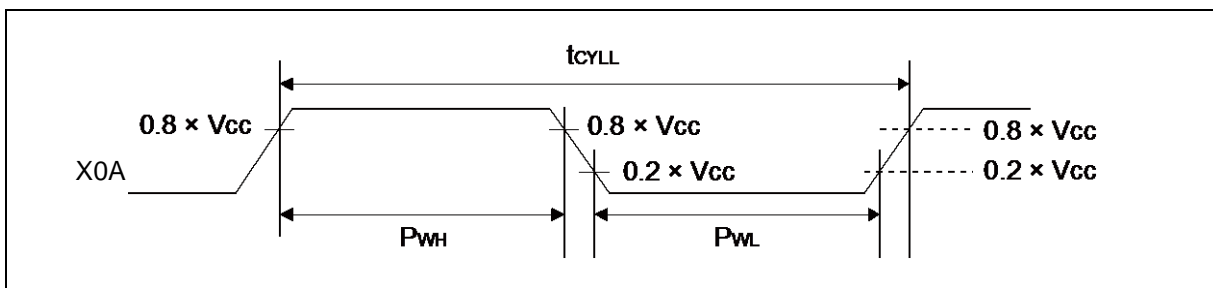 tCYLL
0.8 × Vcc
0.8 × Vcc
0.8 × Vcc
X0A
0.2 × Vcc
0.2 × Vcc
PWH
PWL